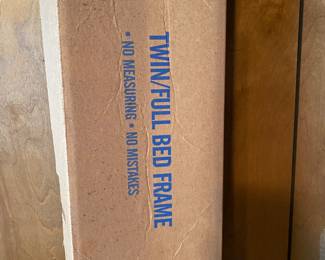 TWIN/FULL BED FRAME
* NO MEASURING * NO MISTAKES